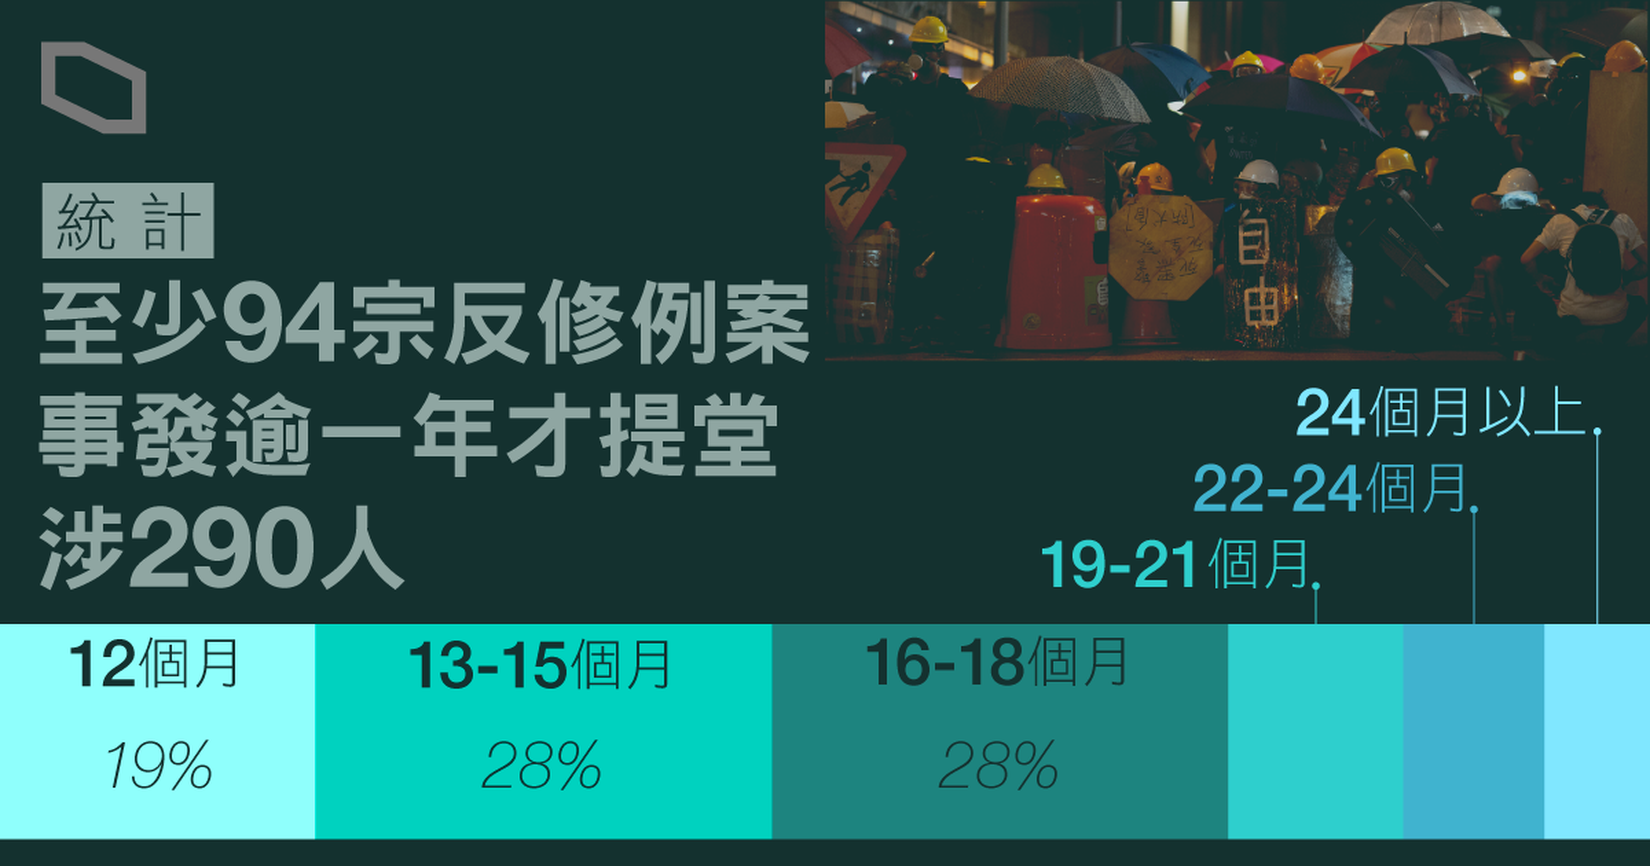 統計
至少94宗反修例案
事發逾一年才提堂
涉290人
自由
24個月以上
22-24個月
19-21個月
12個月
13-15個月
16-18個月
19%
28%
28%